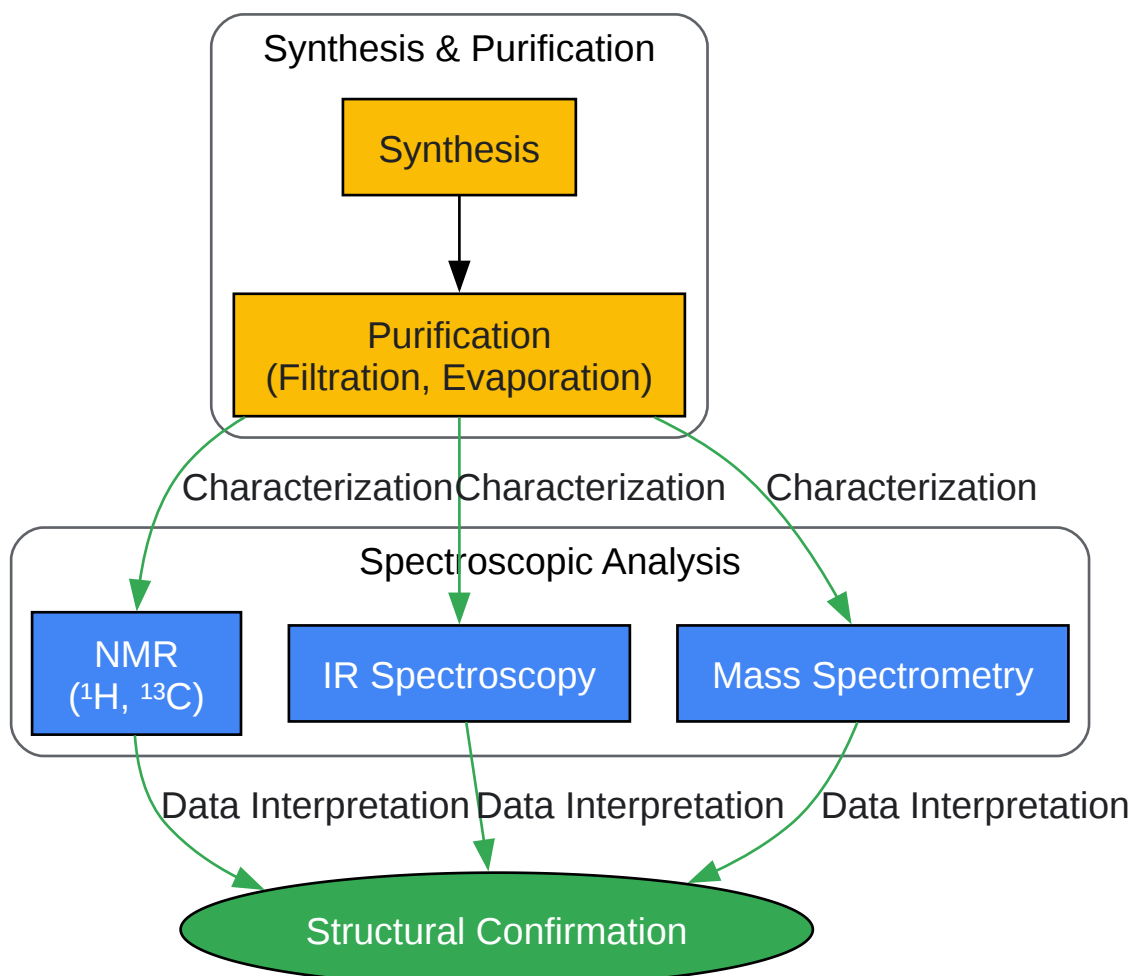 Synthesis & Purification
Synthesis
Purification
(Filtration, Evaporation)
Characterization Characterization Characterization
Spectroscopic Analysis
NMR
(¹H, ¹³C)
IR Spectroscopy
Mass Spectrometry
Data Interpretation Data Interpretation Data Interpretation
Structural Confirmation